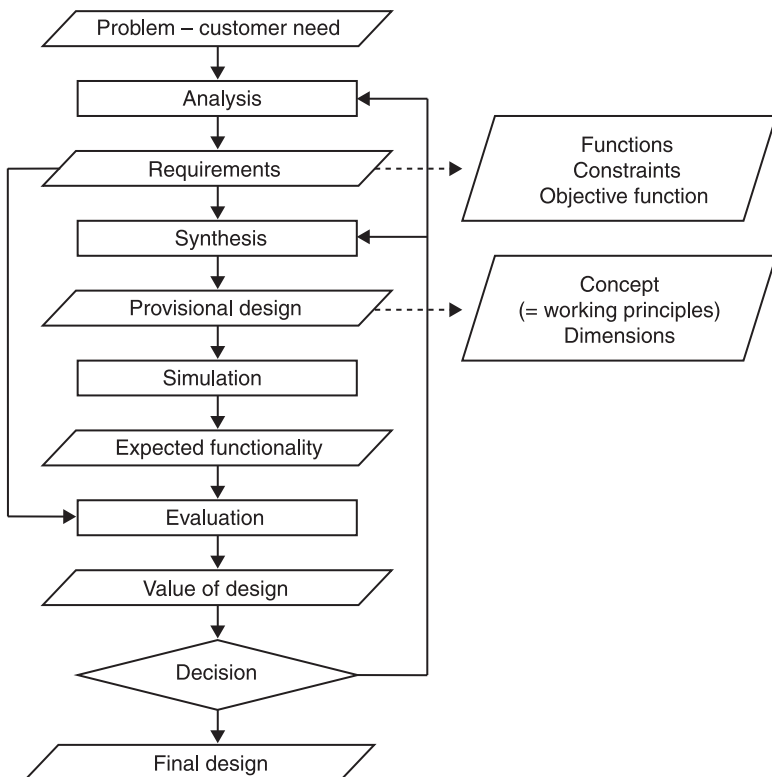 Problem – customer need
Analysis
Requirements
Functions
Constraints
Objective function
Synthesis
Provisional design
Concept
(= working principles)
Dimensions
Simulation
Expected functionality
Evaluation
Value of design
Decision
Final design